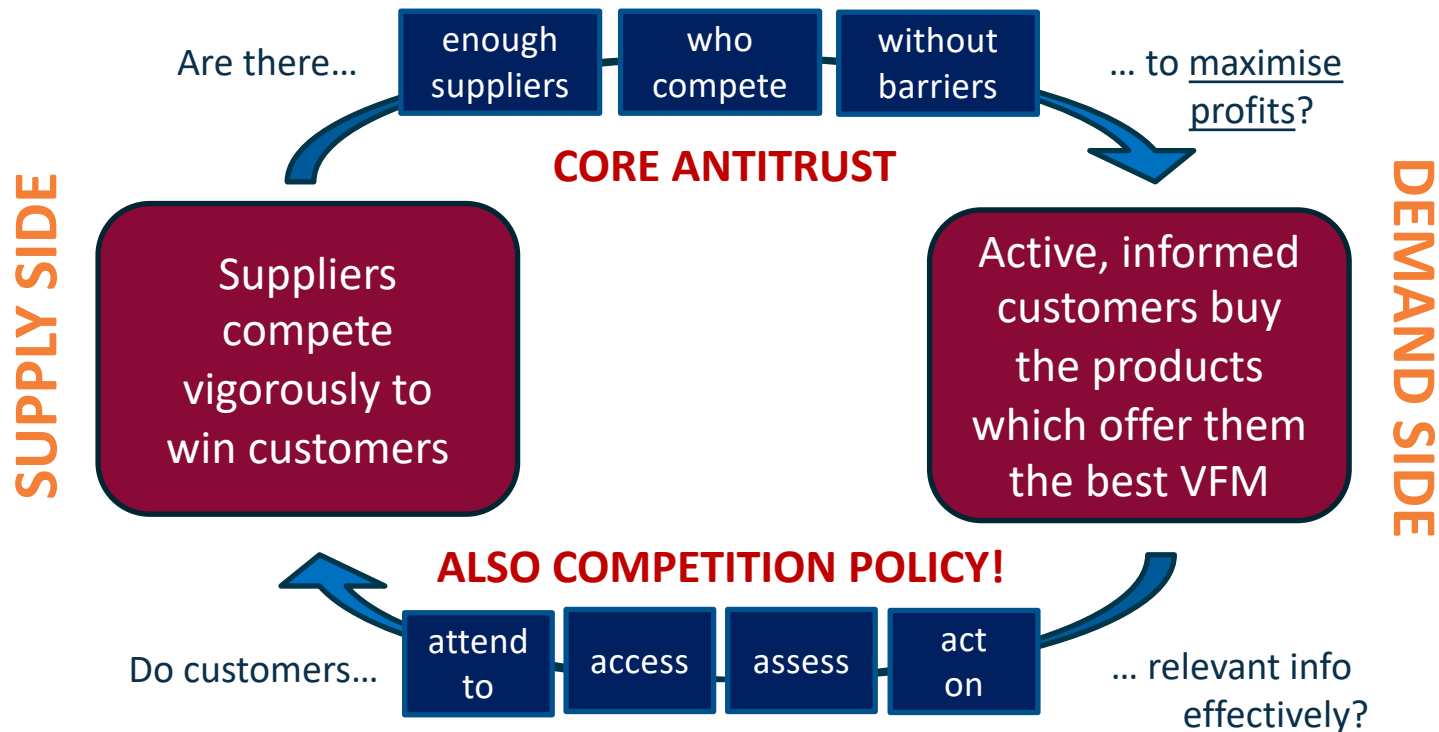 Are there…
enough
suppliers
who
compete
without
barriers
… to maximise
profits?
CORE ANTITRUST
SUPPLY SIDE
Suppliers
compete
vigorously to
win customers
Active, informed
customers buy
the products
which offer them
the best VFM
DEMAND SIDE
ALSO COMPETITION POLICY!
Do customers…
attend
to
access
assess
act
on
… relevant info
effectively?